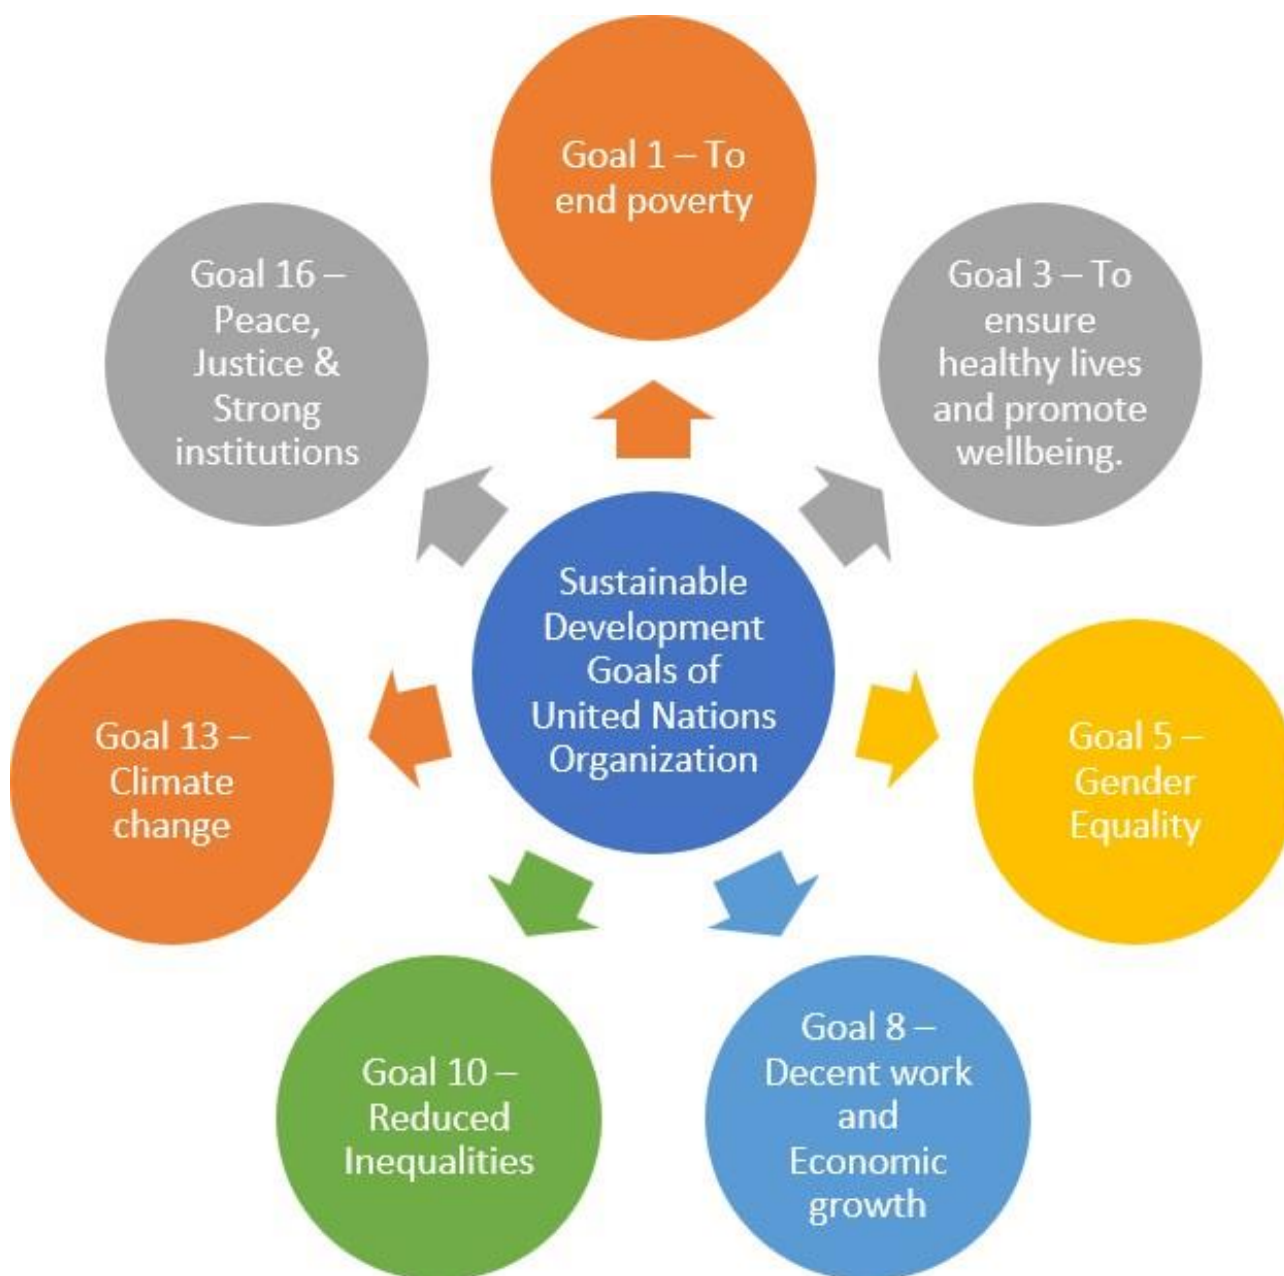 Goal 1 – To
end poverty
Goal 3 – To
ensure
healthy lives
and promote
wellbeing.
Goal 5 –
Gender
Equality
Goal 8 –
Decent work
and
Economic
growth
Goal 10 –
Reduced
Inequalities
Goal 13 –
Climate
change
Goal 16 –
Peace,
Justice &
Strong
institutions
Sustainable
Development
Goals of
United Nations
Organization